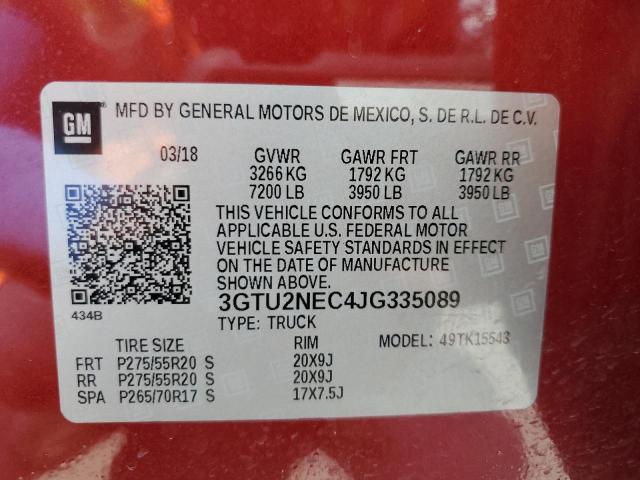 GM MFD BY GENERAL MOTORS DE MEXICO, S. DE R.L. DE C.V.
03/18 GVWR GAWR FRT GAWR RR
3266 KG 1792 KG 1792 KG
7200 LB 3950 LB 3950 LB
THIS VEHICLE CONFORMS TO ALL
APPLICABLE U.S. FEDERAL MOTOR
VEHICLE SAFETY STANDARDS IN EFFECT
ON THE DATE OF MANUFACTURE
SHOWN ABOVE.
434B
3GTU2NEC4JG335089
TYPE: TRUCK MODEL: 49TK15543
TIRE SIZE RIM
FRT P275/55R20 S 20X9J
RR P275/55R20 S 20X9J
SPA P265/70R17 S 17X7.5J